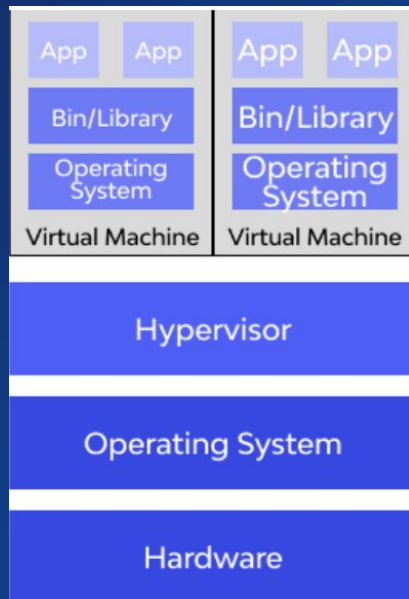 App App
Bin/Library
Operating
System
Virtual Machine
App App
Bin/Library
Operating
System
Virtual Machine
Hypervisor
Operating System
Hardware